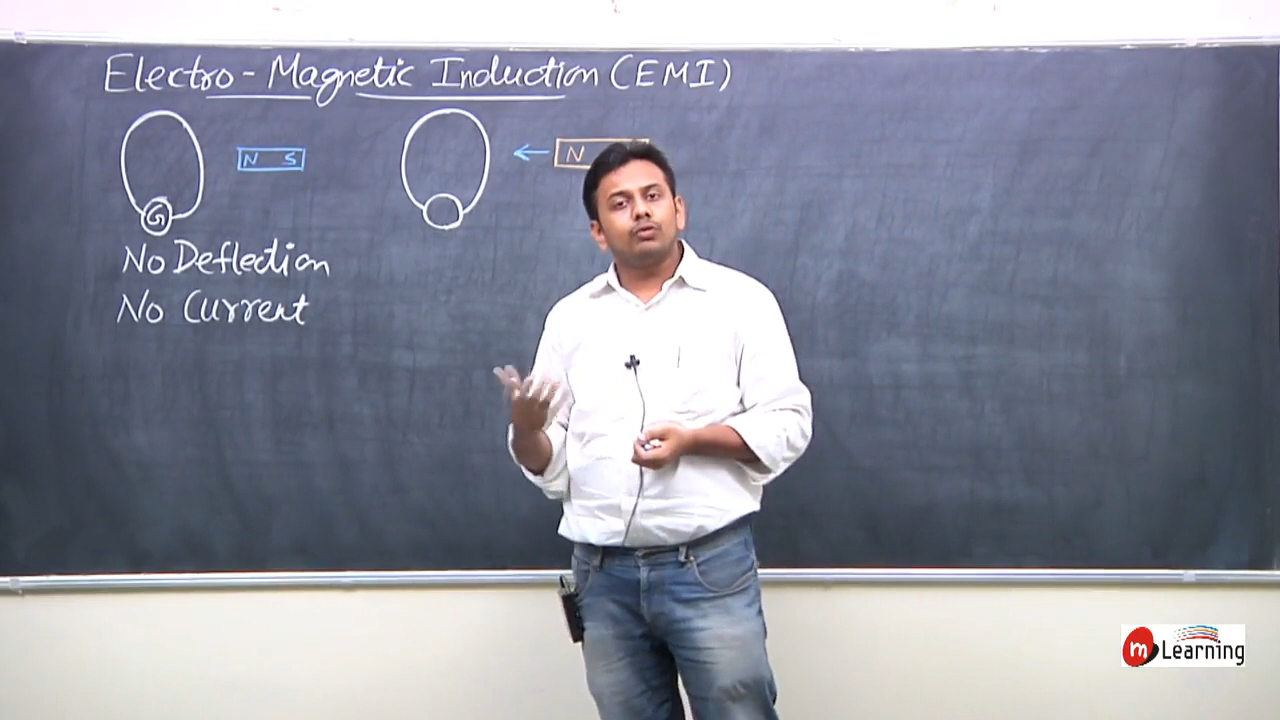 Electro-Magnetic Induction (EMI)
N S
N
G
No Deflection
No Current
m Learning